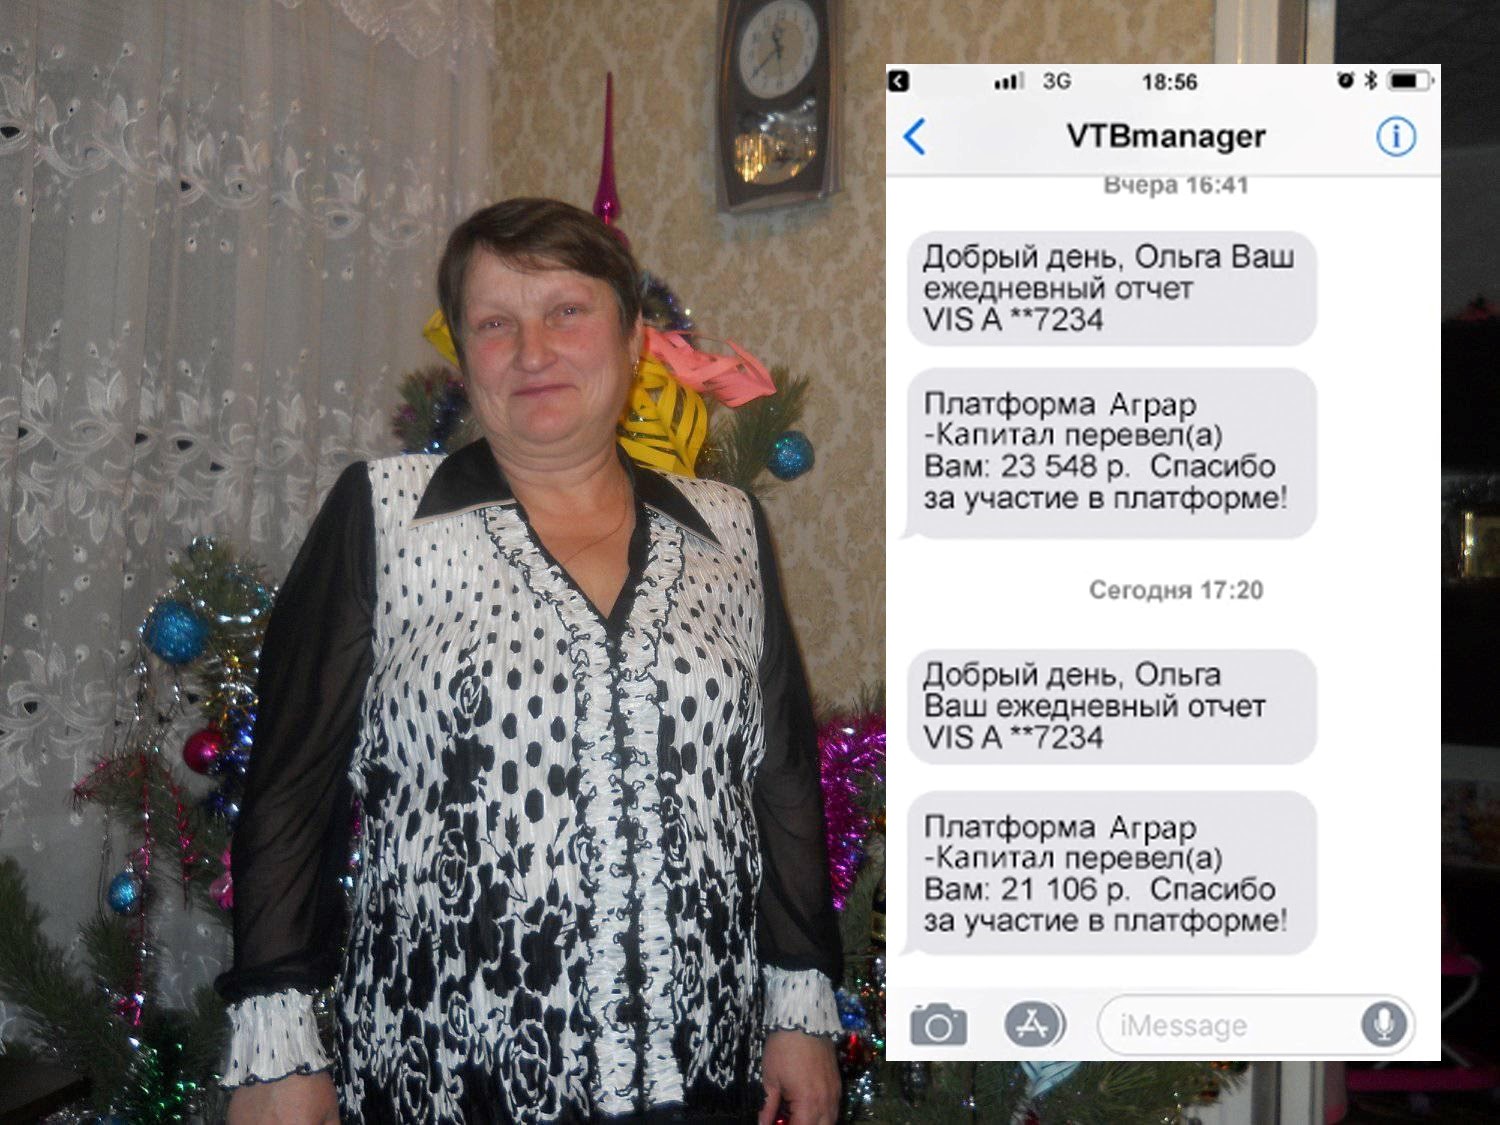 3G
18:56
VTBmanager
Вчера 16:41
Добрый день, Ольга Ваш
ежедневный отчет
VIS A **7234
Платформа Аграр
-Капитал перевел(а)
Вам: 23 548 р. Спасибо
за участие в платформе!
Сегодня 17:20
Добрый день, Ольга
Ваш ежедневный отчет
VIS A **7234
Платформа Аграр
-Капитал перевел(а)
Вам: 21 106 р. Спасибо
за участие в платформе!
iMessage